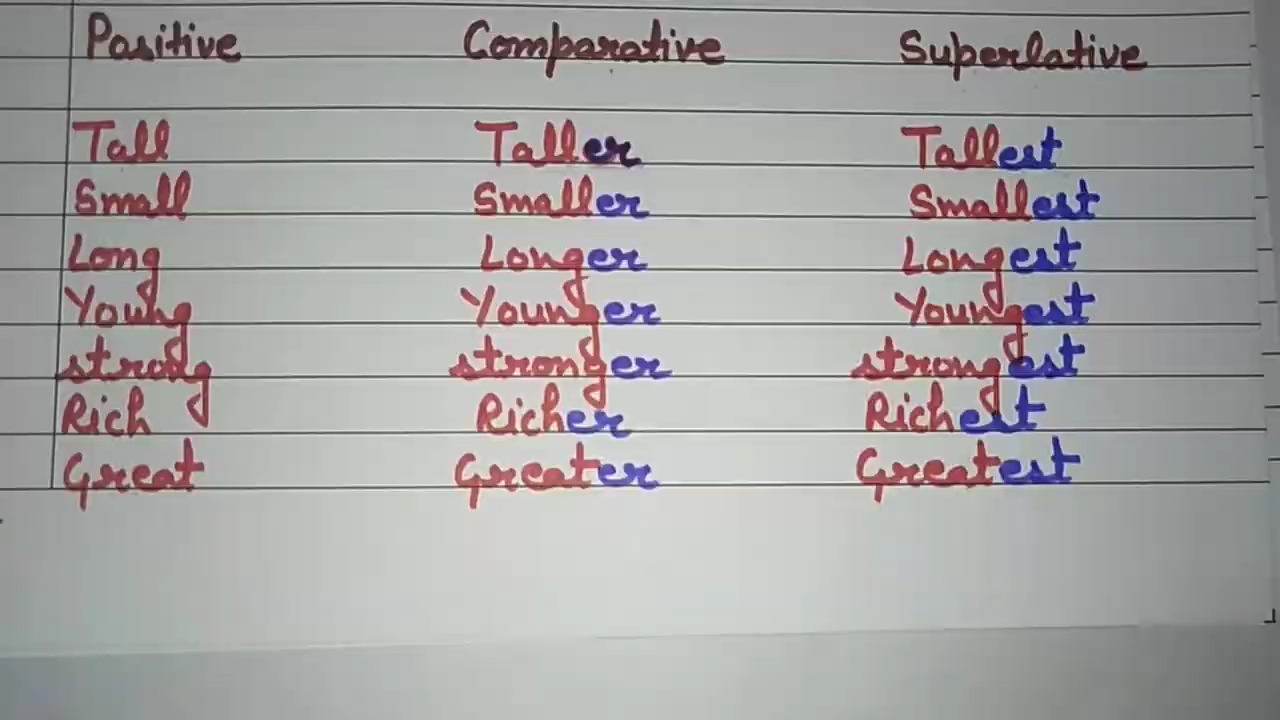 Positive Comparative Superlative
Tall Taller Tallest
Small Smaller Smallest
Long Longer Longest
Young Younger Youngest
strong stronger strongest
Rich Richer Richest
Great Greater Greatest